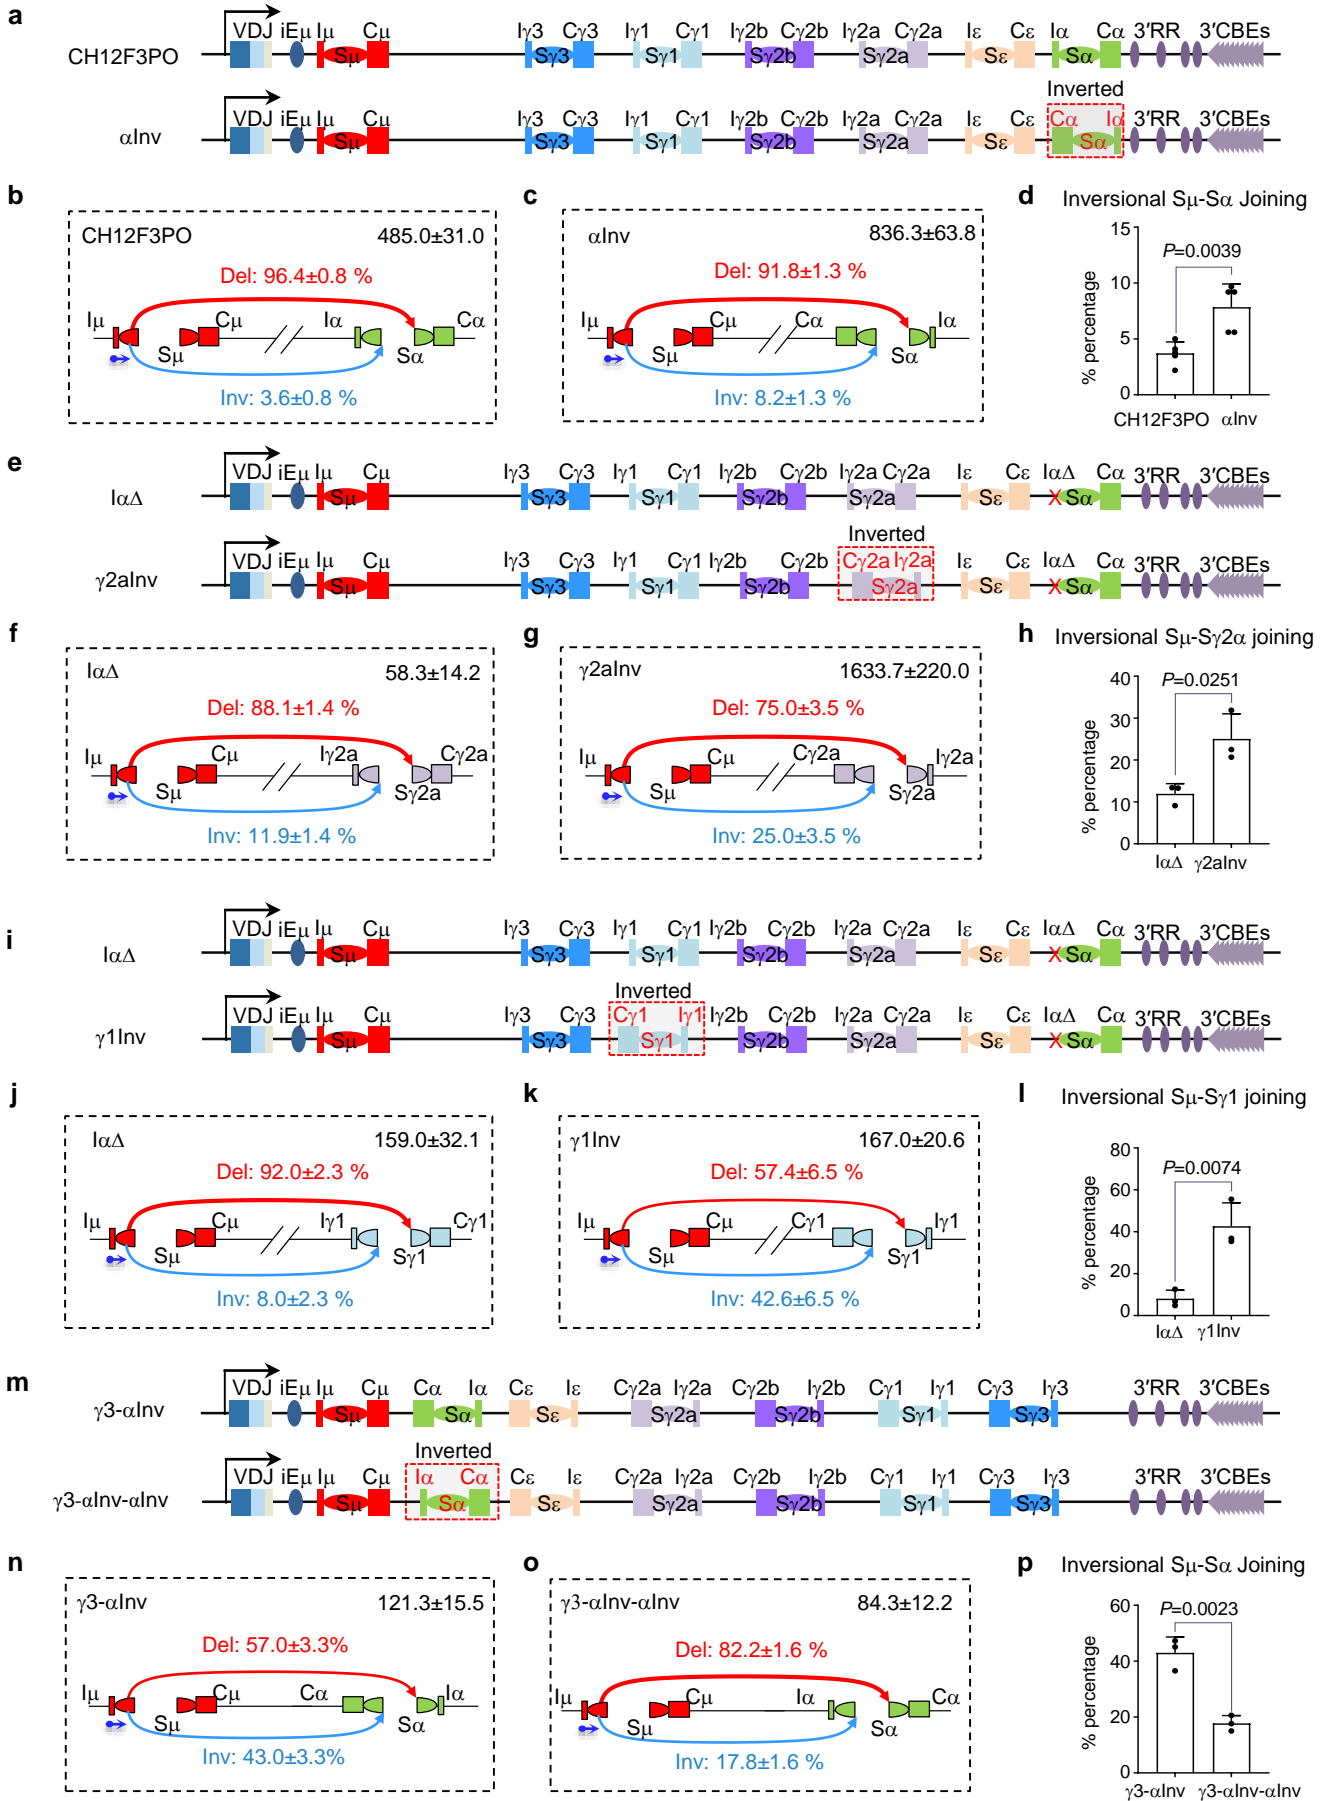 a
VDJ iEμ Iμ Cμ Iγ3 Cγ3 Iγ1 Cγ1 Iγ2b Cγ2b Iγ2a Cγ2a Iε Cε Iα Cα 3′RR 3′CBEs
CH12F3PO Sμ Sγ3 Sγ1 Sγ2b Sγ2a Sε Sα
Inverted
VDJ iEμ Iμ Cμ Iγ3 Cγ3 Iγ1 Cγ1 Iγ2b Cγ2b Iγ2a Cγ2a Iε Cε Cα Iα 3′RR 3′CBEs
αInv Sμ Sγ3 Sγ1 Sγ2b Sγ2a Sε Sα
b
CH12F3PO 485.0±31.0
Del: 96.4±0.8 %
Iμ Cμ Iα Cα
Sμ Sα
Inv: 3.6±0.8 %
c
αInv 836.3±63.8
Del: 91.8±1.3 %
Iμ Cμ Cα Iα
Sμ Sα
Inv: 8.2±1.3 %
d
Inversional Sμ-Sα Joining
P=0.0039
% percentage
15
10
5
0
CH12F3PO αInv
e
VDJ iEμ Iμ Cμ Iγ3 Cγ3 Iγ1 Cγ1 Iγ2b Cγ2b Iγ2a Cγ2a Iε Cε IαΔ Cα 3′RR 3′CBEs
IαΔ Sμ Sγ3 Sγ1 Sγ2b Sγ2a Sε X Sα
Inverted
VDJ iEμ Iμ Cμ Iγ3 Cγ3 Iγ1 Cγ1 Iγ2b Cγ2b Cγ2a Iγ2a Iε Cε IαΔ Cα 3′RR 3′CBEs
γ2aInv Sμ Sγ3 Sγ1 Sγ2b Sγ2a Sε X Sα
f
IαΔ 58.3±14.2
Del: 88.1±1.4 %
Iμ Cμ Iγ2a Cγ2a
Sμ Sγ2a
Inv: 11.9±1.4 %
g
γ2aInv 1633.7±220.0
Del: 75.0±3.5 %
Iμ Cμ Cγ2a Iγ2a
Sμ Sγ2a
Inv: 25.0±3.5 %
h
Inversional Sμ-Sγ2α joining
P=0.0251
% percentage
40
30
20
10
0
IαΔ γ2aInv
i
VDJ iEμ Iμ Cμ Iγ3 Cγ3 Iγ1 Cγ1 Iγ2b Cγ2b Iγ2a Cγ2a Iε Cε IαΔ Cα 3′RR 3′CBEs
IαΔ Sμ Sγ3 Sγ1 Sγ2b Sγ2a Sε X Sα
Inverted
VDJ iEμ Iμ Cμ Iγ3 Cγ3 Cγ1 Iγ1 Iγ2b Cγ2b Iγ2a Cγ2a Iε Cε IαΔ Cα 3′RR 3′CBEs
γ1Inv Sμ Sγ3 Sγ1 Sγ2b Sγ2a Sε X Sα
j
IαΔ 159.0±32.1
Del: 92.0±2.3 %
Iμ Cμ Iγ1 Cγ1
Sμ Sγ1
Inv: 8.0±2.3 %
k
γ1Inv 167.0±20.6
Del: 57.4±6.5 %
Iμ Cμ Cγ1 Iγ1
Sμ Sγ1
Inv: 42.6±6.5 %
l
Inversional Sμ-Sγ1 joining
P=0.0074
% percentage
80
60
40
20
0
IαΔ γ1Inv
m
VDJ iEμ Iμ Cμ Cα Iα Cε Iε Cγ2a Iγ2a Cγ2b Iγ2b Cγ1 Iγ1 Cγ3 Iγ3 3′RR 3′CBEs
γ3-αInv Sμ Sα Sε Sγ2a Sγ2b Sγ1 Sγ3
Inverted
VDJ iEμ Iμ Cμ Iα Cα Cε Iε Cγ2a Iγ2a Cγ2b Iγ2b Cγ1 Iγ1 Cγ3 Iγ3 3′RR 3′CBEs
γ3-αInv-αInv Sμ Sα Sε Sγ2a Sγ2b Sγ1 Sγ3
n
γ3-αInv 121.3±15.5
Del: 57.0±3.3%
Iμ Cμ Cα Iα
Sμ Sα
Inv: 43.0±3.3%
o
γ3-αInv-αInv 84.3±12.2
Del: 82.2±1.6 %
Iμ Cμ Iα Cα
Sμ Sα
Inv: 17.8±1.6 %
p
Inversional Sμ-Sα Joining
P=0.0023
% percentage
60
40
20
0
γ3-αInv γ3-αInv-αInv